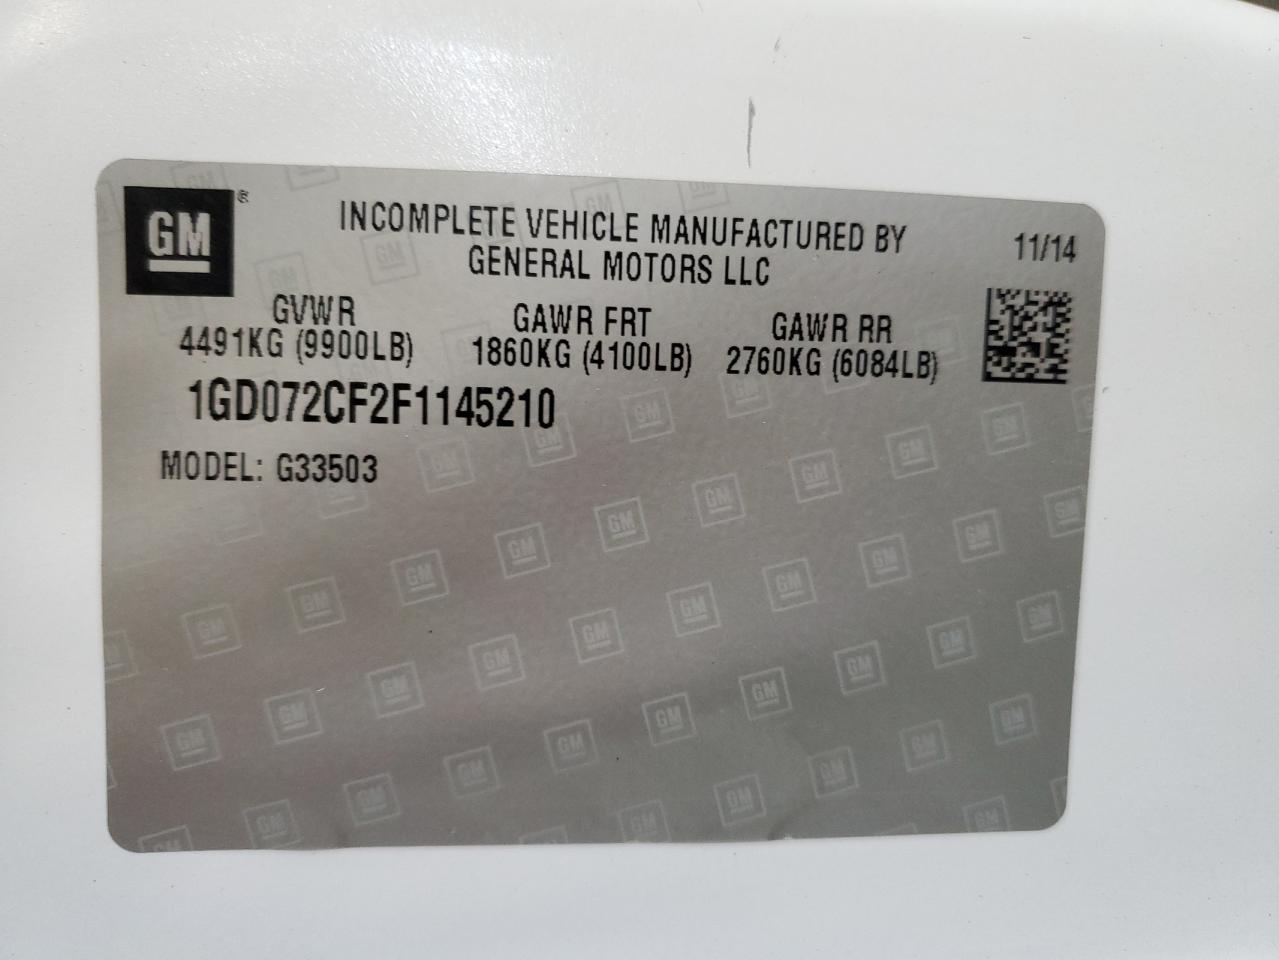 GM®
INCOMPLETE VEHICLE MANUFACTURED BY
GENERAL MOTORS LLC
11/14
GVWR
4491KG (9900LB)
GAWR FRT
1860KG (4100LB)
GAWR RR
2760KG (6084LB)
1GD072CF2F1145210
MODEL: G33503